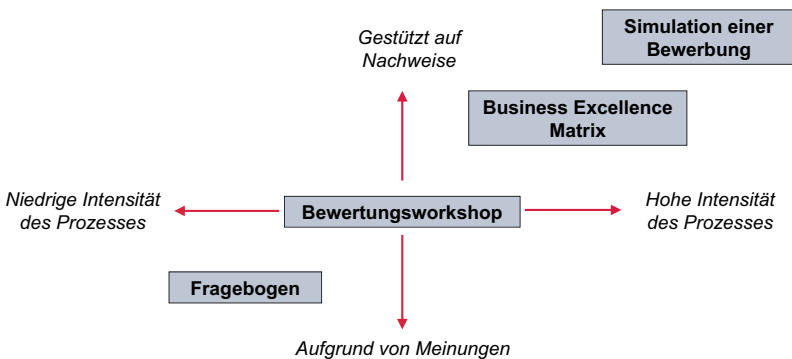 Simulation einer
Bewerbung
Gestützt auf
Nachweise
Business Excellence
Matrix
Niedrige Intensität
des Prozesses
Bewertungsworkshop
Hohe Intensität
des Prozesses
Fragebogen
Aufgrund von Meinungen